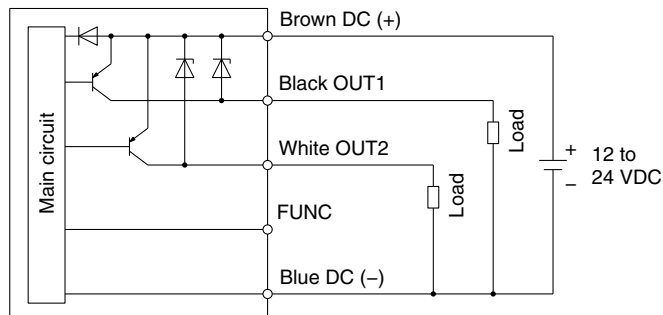 Main circuit
Brown DC (+)
Black OUT1
White OUT2
FUNC
Blue DC (−)
Load
Load
+
−
12 to
24 VDC